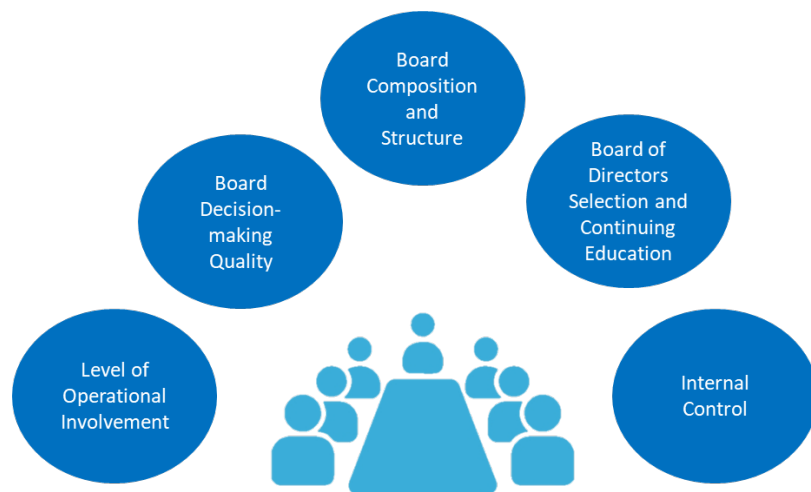 Board
Composition
and
Structure
Board
Decision-
making
Quality
Board of
Directors
Selection and
Continuing
Education
Level of
Operational
Involvement
Internal
Control